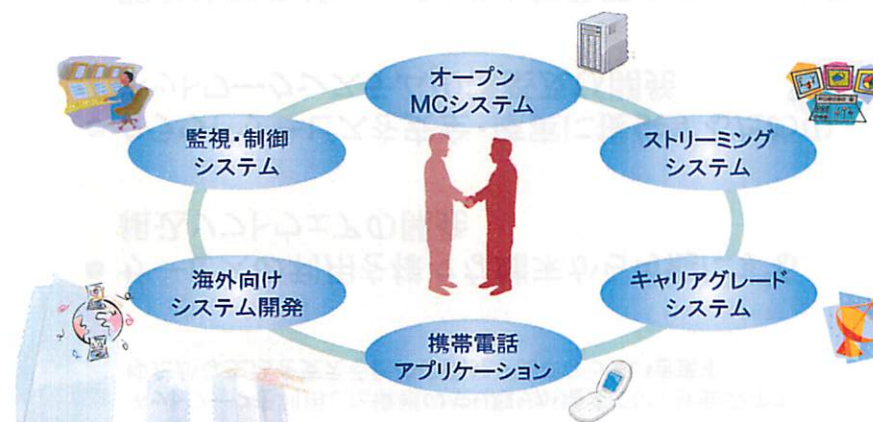 オープン
MCシステム
監視・制御
システム
ストリーミング
システム
海外向け
システム開発
キャリアグレード
システム
携帯電話
アプリケーション